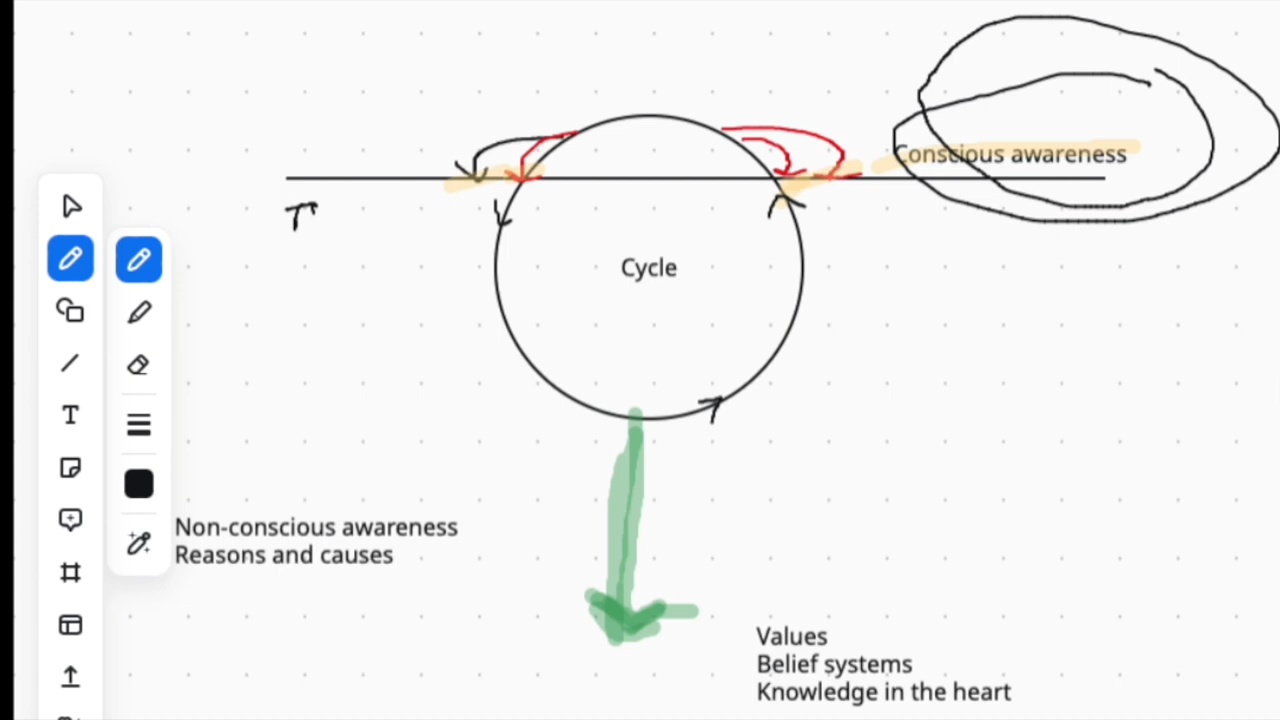 Conscious awareness
Cycle
Non-conscious awareness
Reasons and causes
Values
Belief systems
Knowledge in the heart